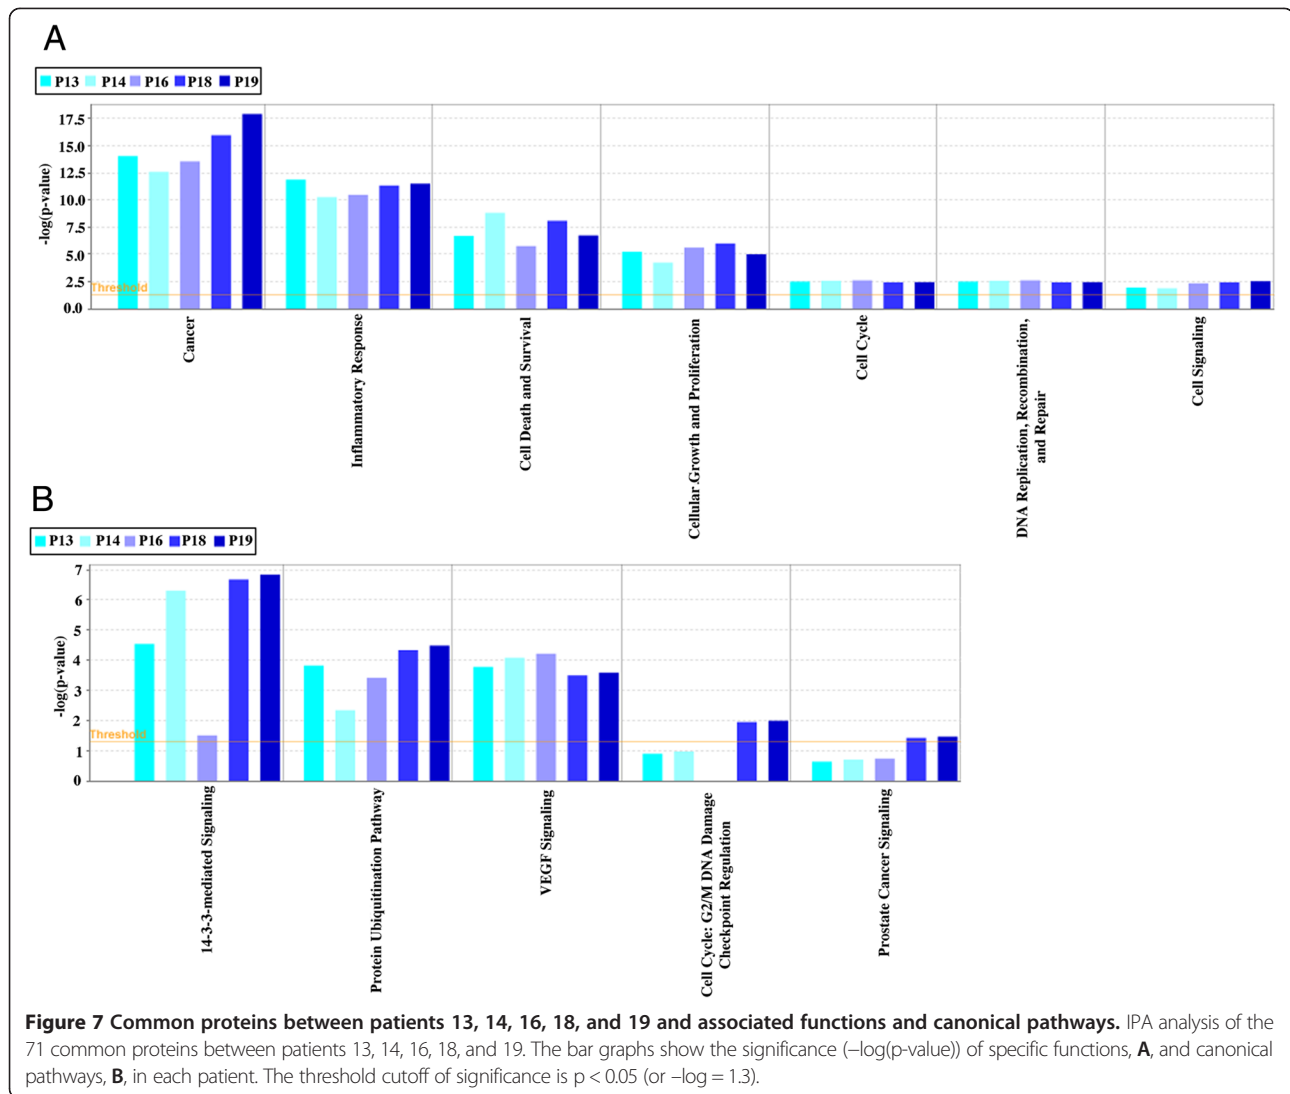 A
P13 P14 P16 P18 P19
17.5
15.0
12.5
10.0
7.5
5.0
2.5
0.0
-log(p-value)
Threshold
Cancer
Inflammatory Response
Cell Death and Survival
Cellular Growth and Proliferation
Cell Cycle
DNA Replication, Recombination,
and Repair
Cell Signaling
B
P13 P14 P16 P18 P19
7
6
5
4
3
2
1
0
-log(p-value)
Threshold
14-3-3-mediated Signaling
Protein Ubiquitination Pathway
VEGF Signaling
Cell Cycle: G2/M DNA Damage
Checkpoint Regulation
Prostate Cancer Signaling
Figure 7 Common proteins between patients 13, 14, 16, 18, and 19 and associated functions and canonical pathways. IPA analysis of the
71 common proteins between patients 13, 14, 16, 18, and 19. The bar graphs show the significance (−log(p-value)) of specific functions, A, and canonical
pathways, B, in each patient. The threshold cutoff of significance is p < 0.05 (or −log = 1.3).